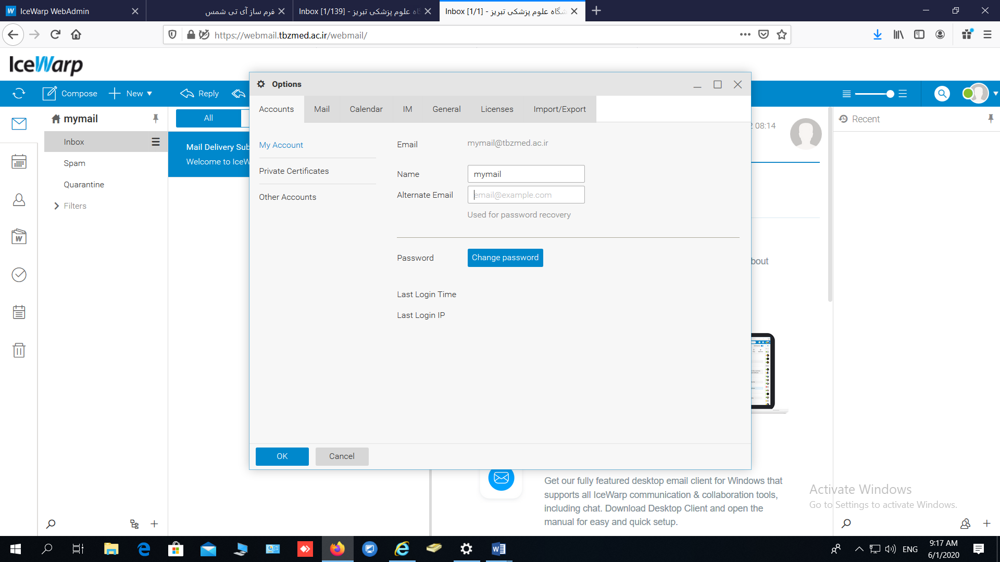 IceWarp WebAdmin
فرم ساز آی تی شمس
Inbox [1/139] - گاه علوم پزشکی تبریز
Inbox [1/1] - شگاه علوم پزشکی تبریز
https://webmail.tbzmed.ac.ir/webmail/
IceWarp
Compose
New
Reply
mymail
Inbox
Spam
Quarantine
Filters
All
Mail Delivery Sub
Welcome to IceW
Options
Accounts
Mail
Calendar
IM
General
Licenses
Import/Export
My Account
Private Certificates
Other Accounts
Email
mymail@tbzmed.ac.ir
Name
mymail
Alternate Email
email@example.com
Used for password recovery
Password
Change password
Last Login Time
Last Login IP
OK
Cancel
08:14
bout
Recent
Get our fully featured desktop email client for Windows that
supports all IceWarp communication & collaboration tools,
including chat. Download Desktop Client and open the
manual for easy and quick setup.
Activate Windows
Go to Settings to activate Windows.
ENG
9:17 AM
6/1/2020